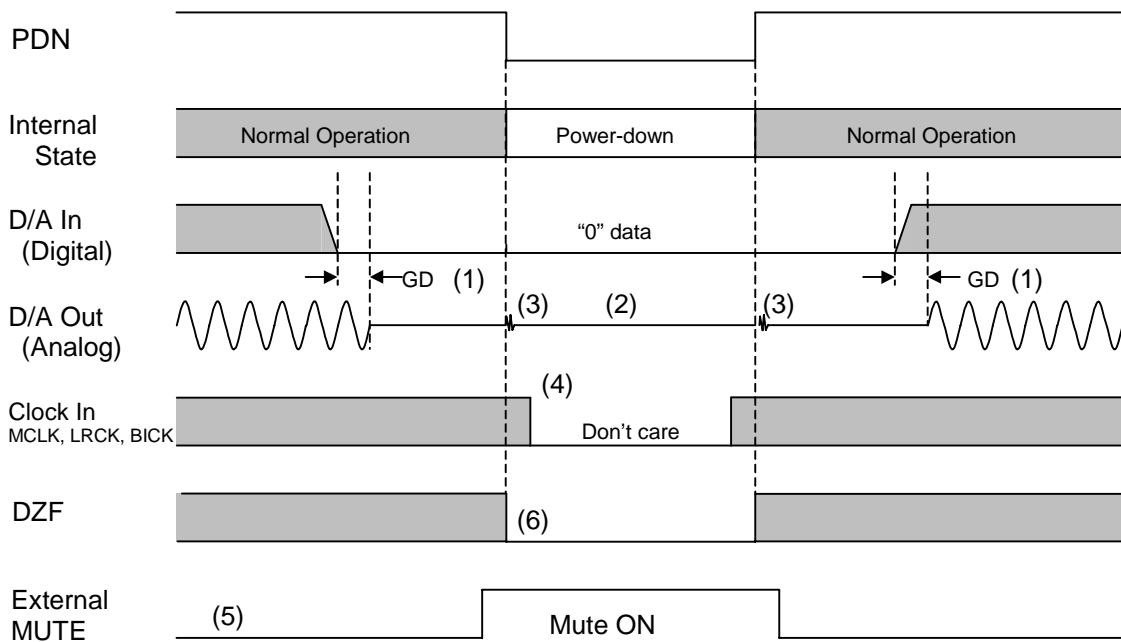 PDN
Internal
State
Normal Operation
Power-down
Normal Operation
D/A In
(Digital)
“0” data
GD (1)
GD (1)
D/A Out
(Analog)
(3)
(2)
(3)
Clock In
MCLK, LRCK, BICK
(4)
Don’t care
DZF
(6)
External
MUTE
(5)
Mute ON